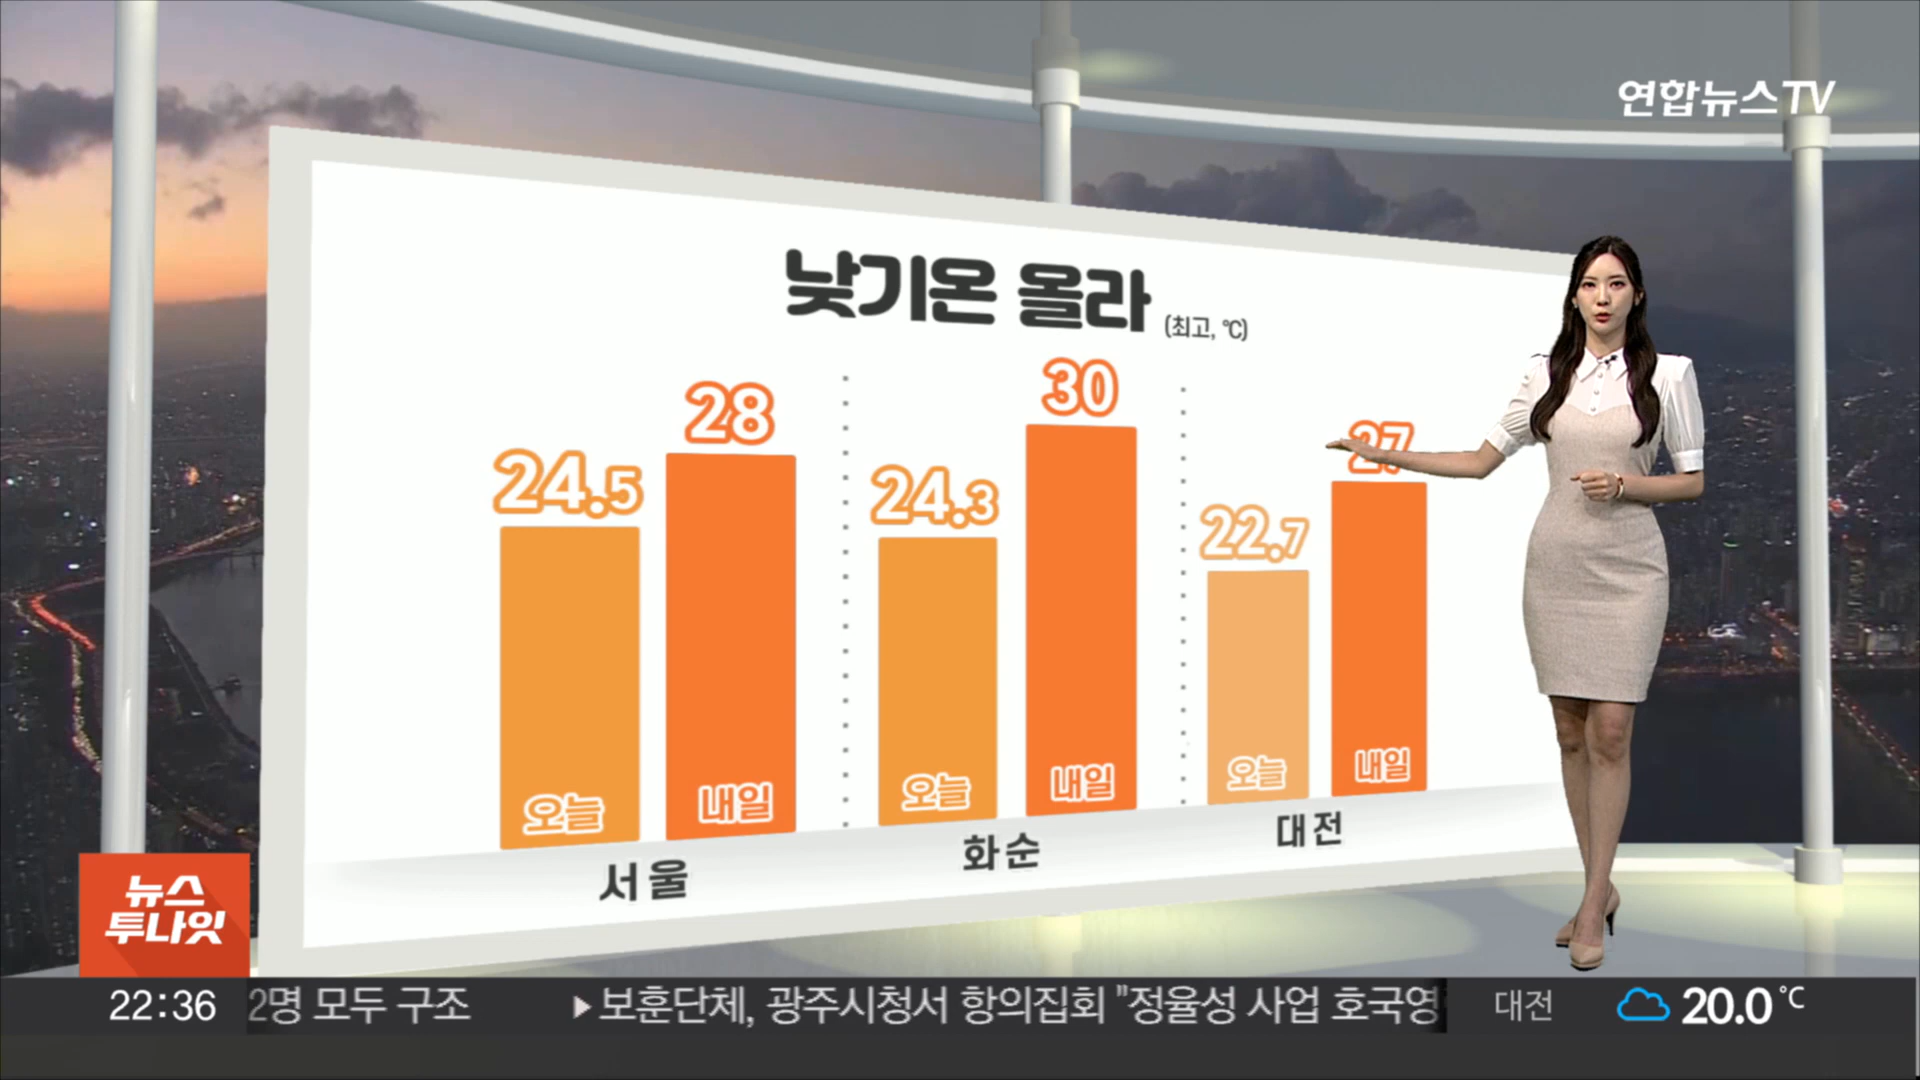 연합뉴스TV
낮기온 올라 (최고, ℃)
24.5 28 24.3 30 22.7 27
오늘 내일 오늘 내일 오늘 내일
서울 화순 대전
뉴스
투나잇
22:36 2명 모두 구조 ▶보훈단체, 광주시청서 항의집회 "정율성 사업 호국영 대전 20.0℃